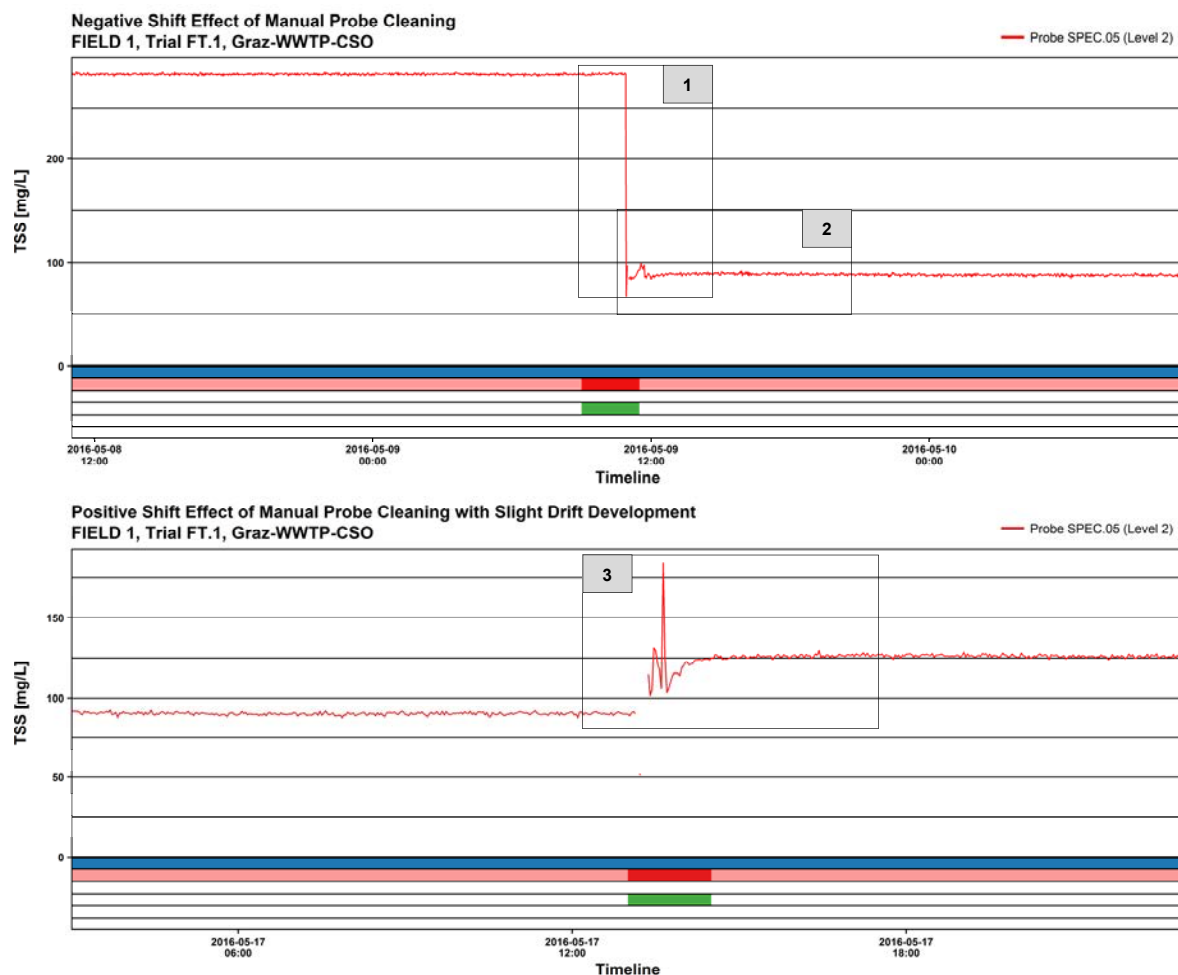 Negative Shift Effect of Manual Probe Cleaning
FIELD 1, Trial FT.1, Graz-WWTP-CSO
Probe SPEC.05 (Level 2)
1
2
TSS [mg/L]
200
100
0
2016-05-08
12:00
2016-05-09
00:00
2016-05-09
12:00
2016-05-10
00:00
Timeline
Positive Shift Effect of Manual Probe Cleaning with Slight Drift Development
FIELD 1, Trial FT.1, Graz-WWTP-CSO
Probe SPEC.05 (Level 2)
3
TSS [mg/L]
150
100
50
0
2016-05-17
06:00
2016-05-17
12:00
2016-05-17
18:00
Timeline